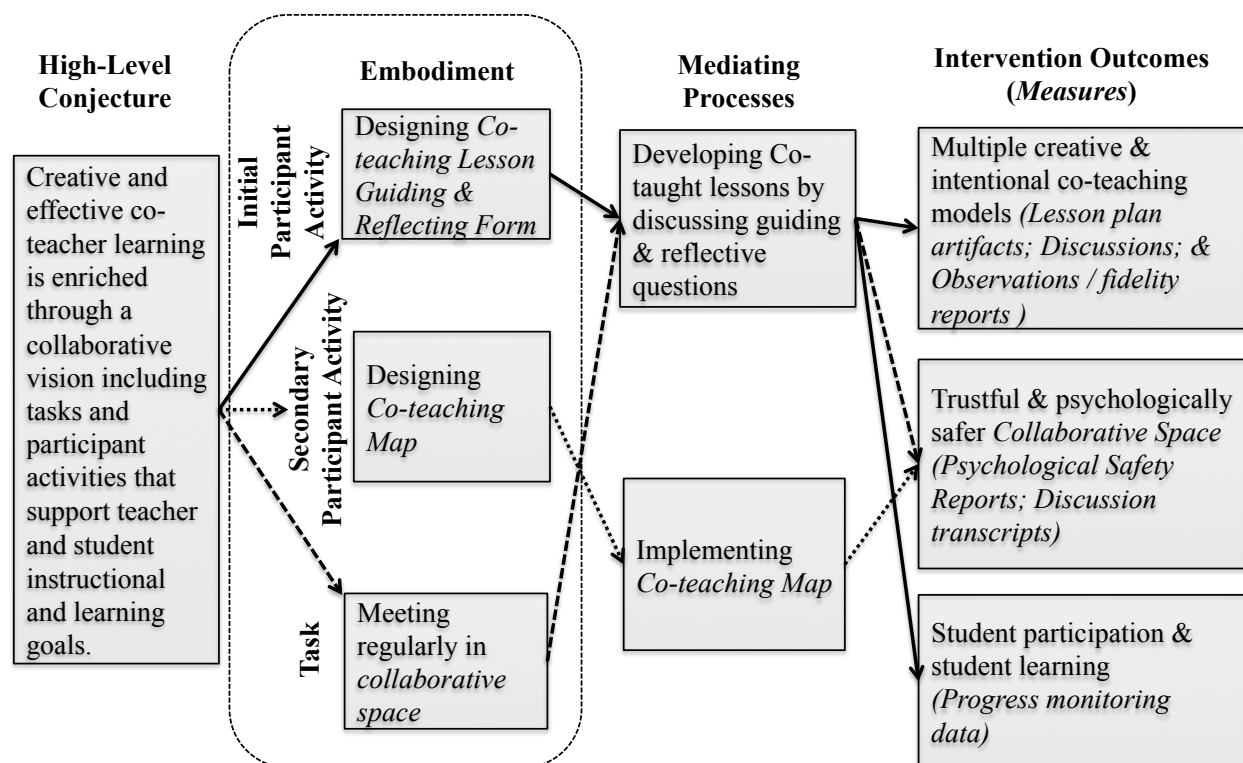 High-Level
Conjecture
Creative and
effective co-
teacher learning
is enriched
through a
collaborative
vision including
tasks and
participant
activities that
support teacher
and student
instructional
and learning
goals.
Embodiment
Initial
Participant
Activity
Designing Co-
teaching Lesson
Guiding &
Reflecting Form
Secondary
Participant Activity
Designing
Co-teaching
Map
Task
Meeting
regularly in
collaborative
space
Mediating
Processes
Developing Co-
taught lessons by
discussing guiding
& reflective
questions
Implementing
Co-teaching Map
Intervention Outcomes
(Measures)
Multiple creative &
intentional co-teaching
models (Lesson plan
artifacts; Discussions; &
Observations / fidelity
reports )
Trustful & psychologically
safer Collaborative Space
(Psychological Safety
Reports; Discussion
transcripts)
Student participation &
student learning
(Progress monitoring
data)